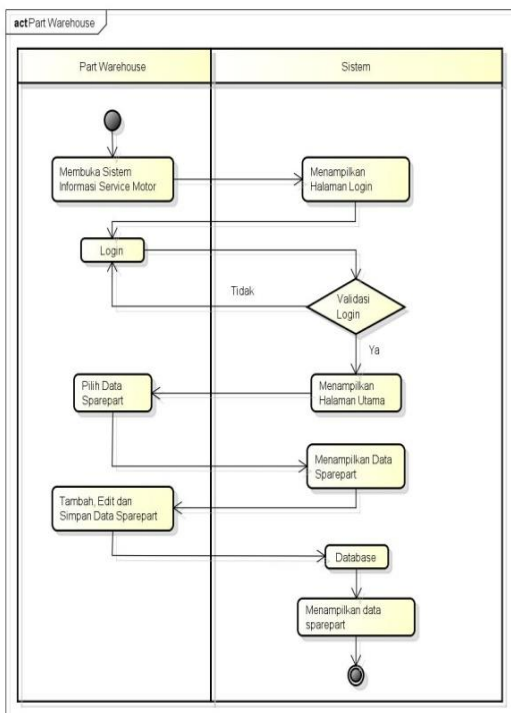 act Part Warehouse
Part Warehouse
Sistem
Membuka Sistem
Informasi Service Motor
Menampilkan
Halaman Login
Login
Tidak
Validasi
Login
Ya
Pilih Data
Sparepart
Menampilkan
Halaman Utama
Menampilkan Data
Sparepart
Tambah, Edit dan
Simpan Data Sparepart
Database
Menampilkan data
sparepart